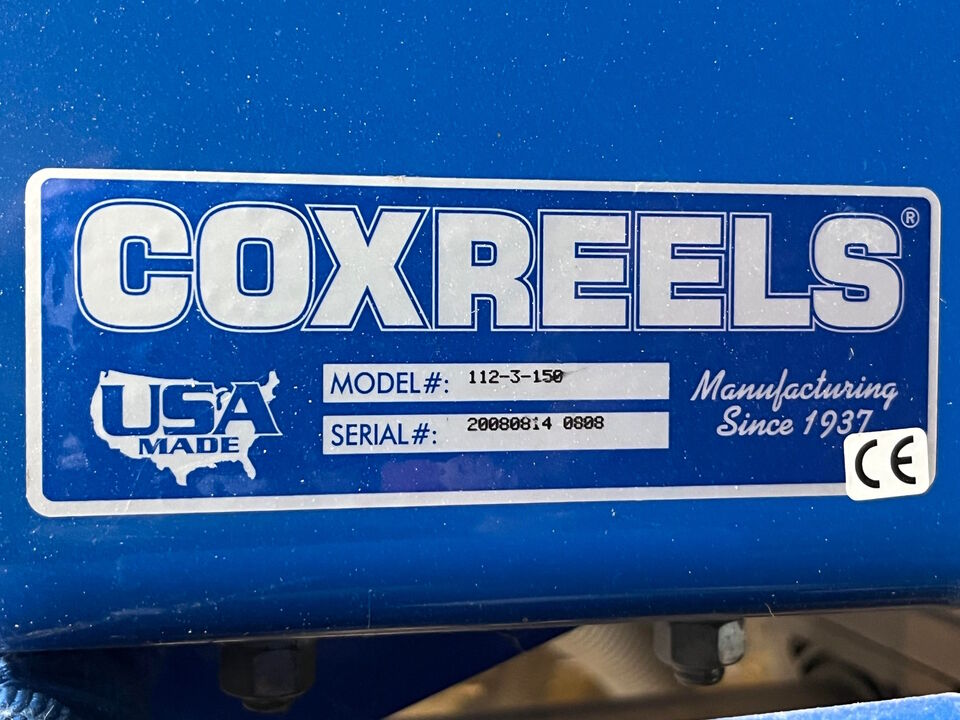 COXREELS®
USA
MADE
MODEL#: 112-3-150
SERIAL#: 20080814 0808
Manufacturing
Since 1937
CE